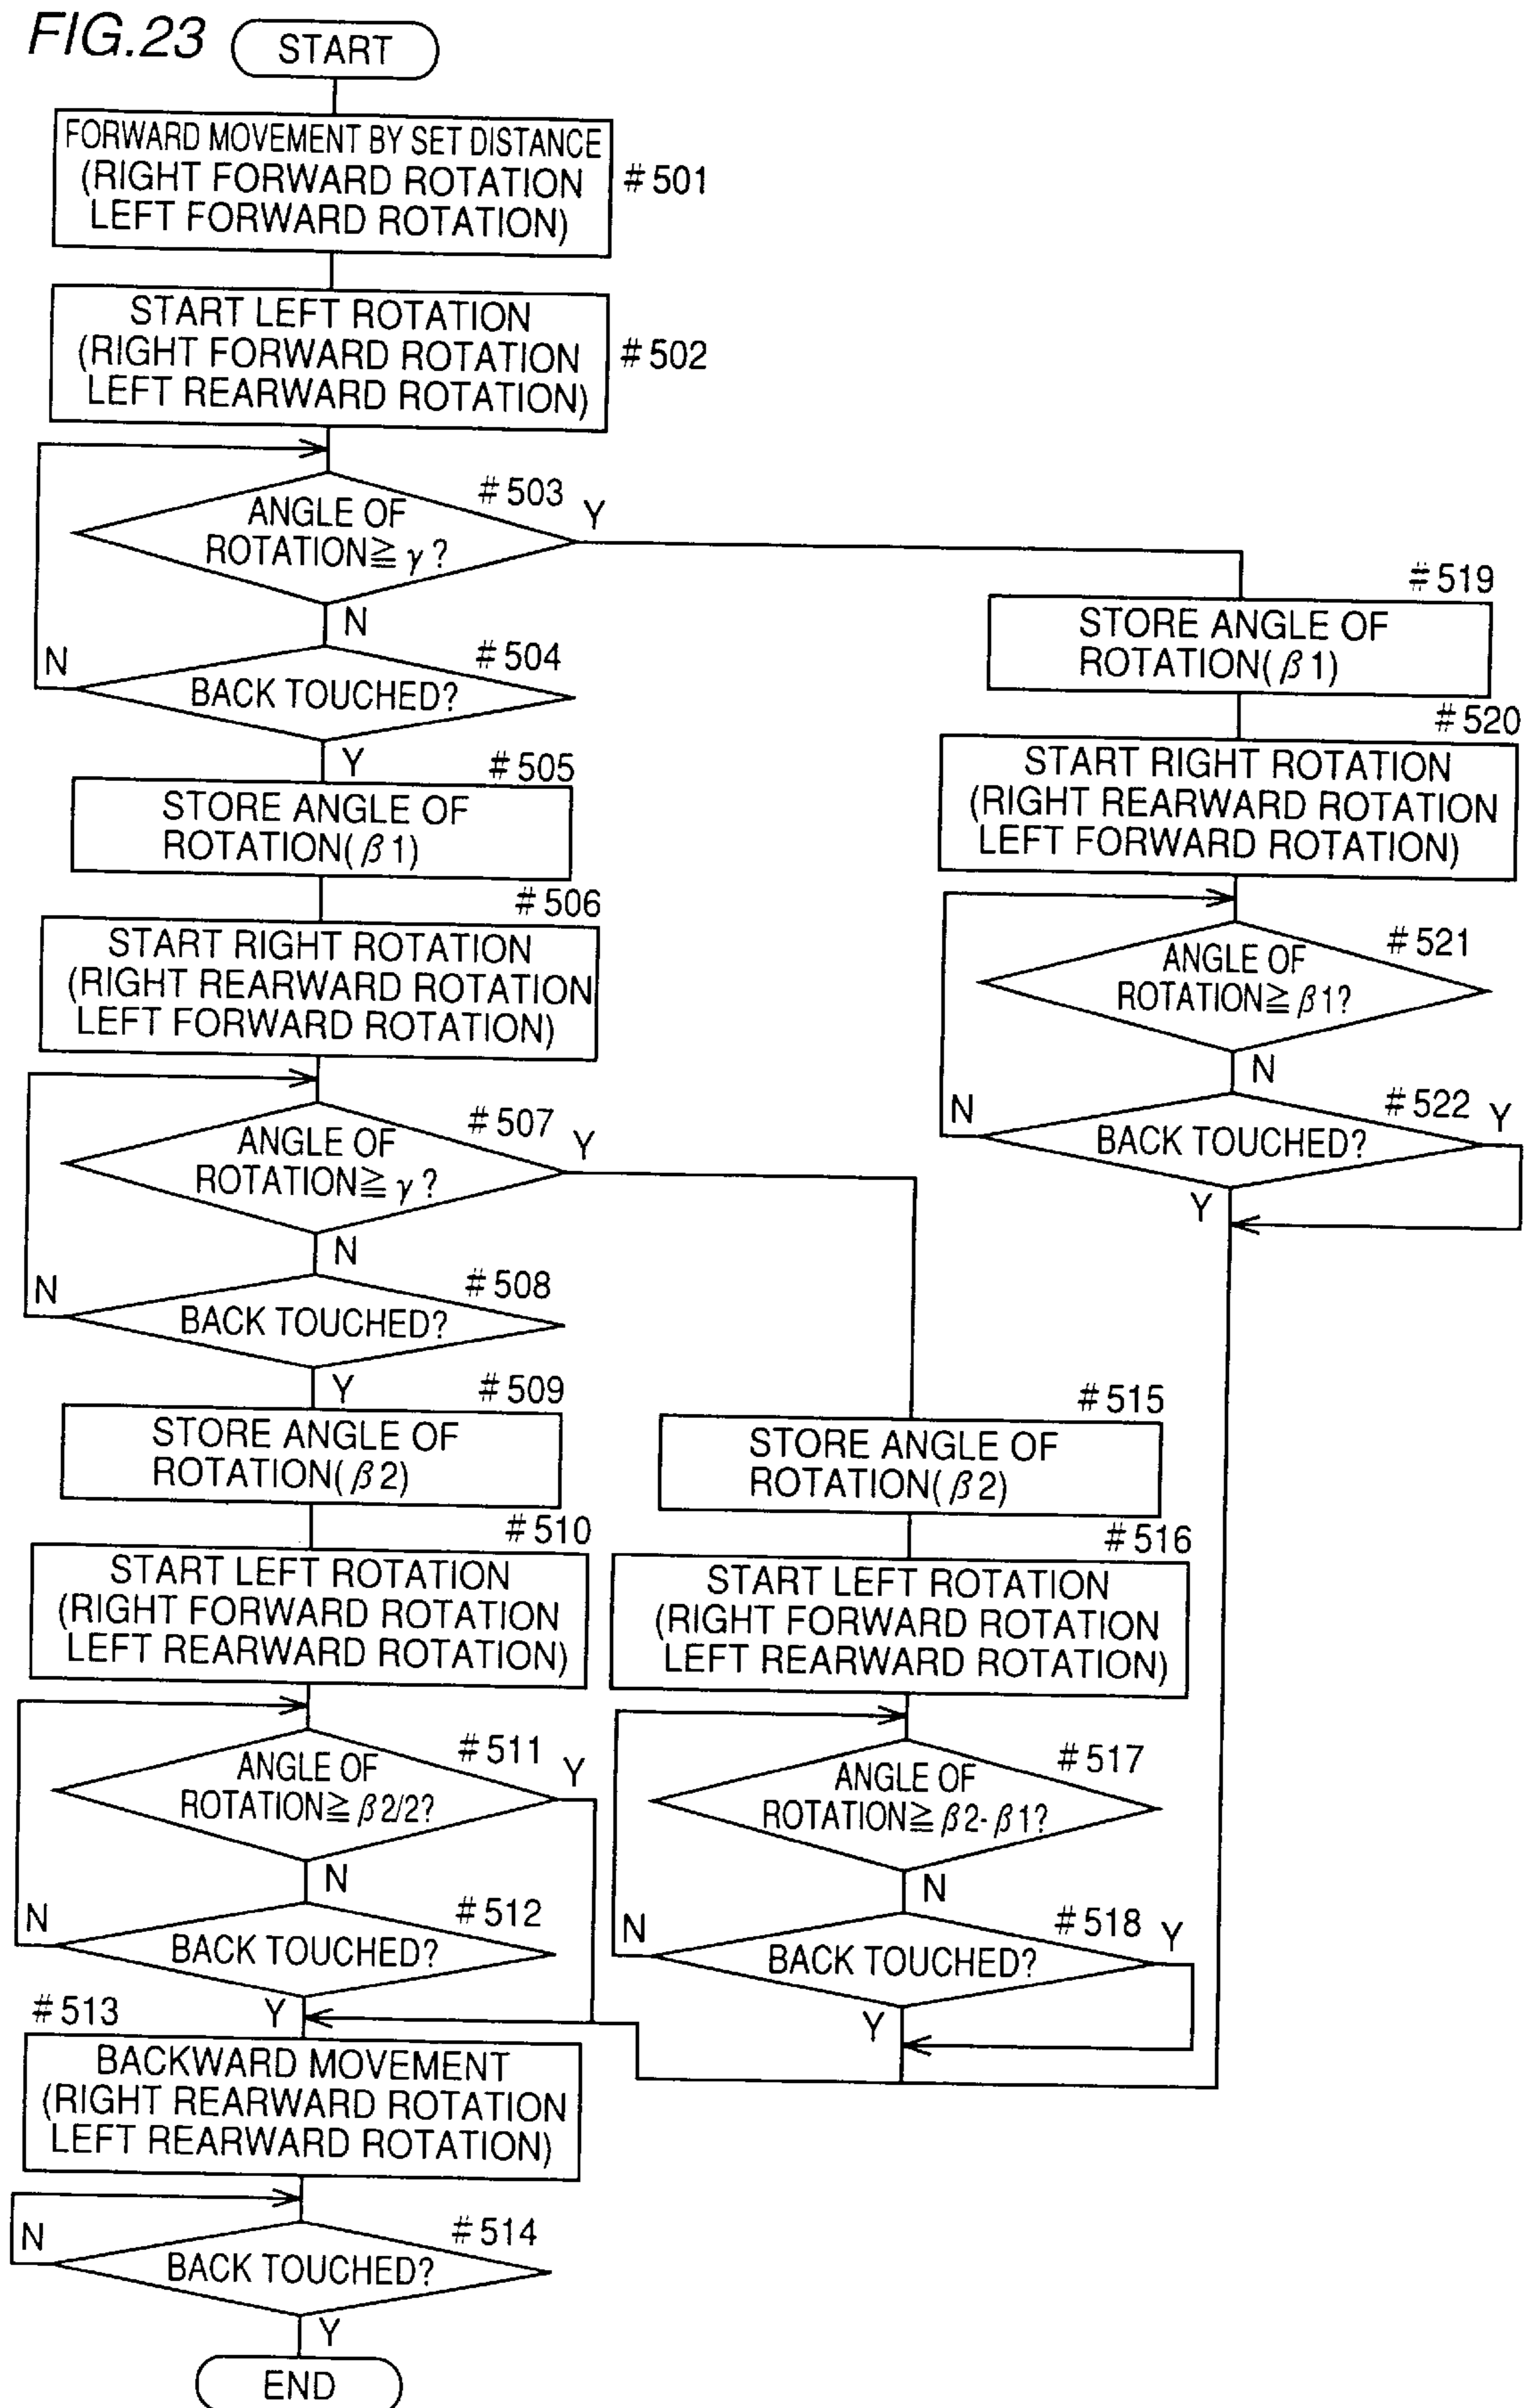 FIG.23
START
FORWARD MOVEMENT BY SET DISTANCE
(RIGHT FORWARD ROTATION
LEFT FORWARD ROTATION)
#501
START LEFT ROTATION
(RIGHT FORWARD ROTATION
LEFT REARWARD ROTATION)
#502
#503
ANGLE OF
ROTATION≧γ?
Y
N
#504
BACK TOUCHED?
N
Y
#505
STORE ANGLE OF
ROTATION(β1)
#506
START RIGHT ROTATION
(RIGHT REARWARD ROTATION
LEFT FORWARD ROTATION)
#507
ANGLE OF
ROTATION≧γ?
Y
N
#508
BACK TOUCHED?
N
Y
#509
STORE ANGLE OF
ROTATION(β2)
#510
START LEFT ROTATION
(RIGHT FORWARD ROTATION
LEFT REARWARD ROTATION)
#511
ANGLE OF
ROTATION≧β2/2?
Y
N
#512
BACK TOUCHED?
N
Y
#513
BACKWARD MOVEMENT
(RIGHT REARWARD ROTATION
LEFT REARWARD ROTATION)
#514
BACK TOUCHED?
N
Y
END
#515
STORE ANGLE OF
ROTATION(β2)
#516
START LEFT ROTATION
(RIGHT FORWARD ROTATION
LEFT REARWARD ROTATION)
#517
ANGLE OF
ROTATION≧β2-β1?
N
#518
BACK TOUCHED?
N
Y
Y
#519
STORE ANGLE OF
ROTATION(β1)
#520
START RIGHT ROTATION
(RIGHT REARWARD ROTATION
LEFT FORWARD ROTATION)
#521
ANGLE OF
ROTATION≧β1?
N
#522
BACK TOUCHED?
N
Y
Y